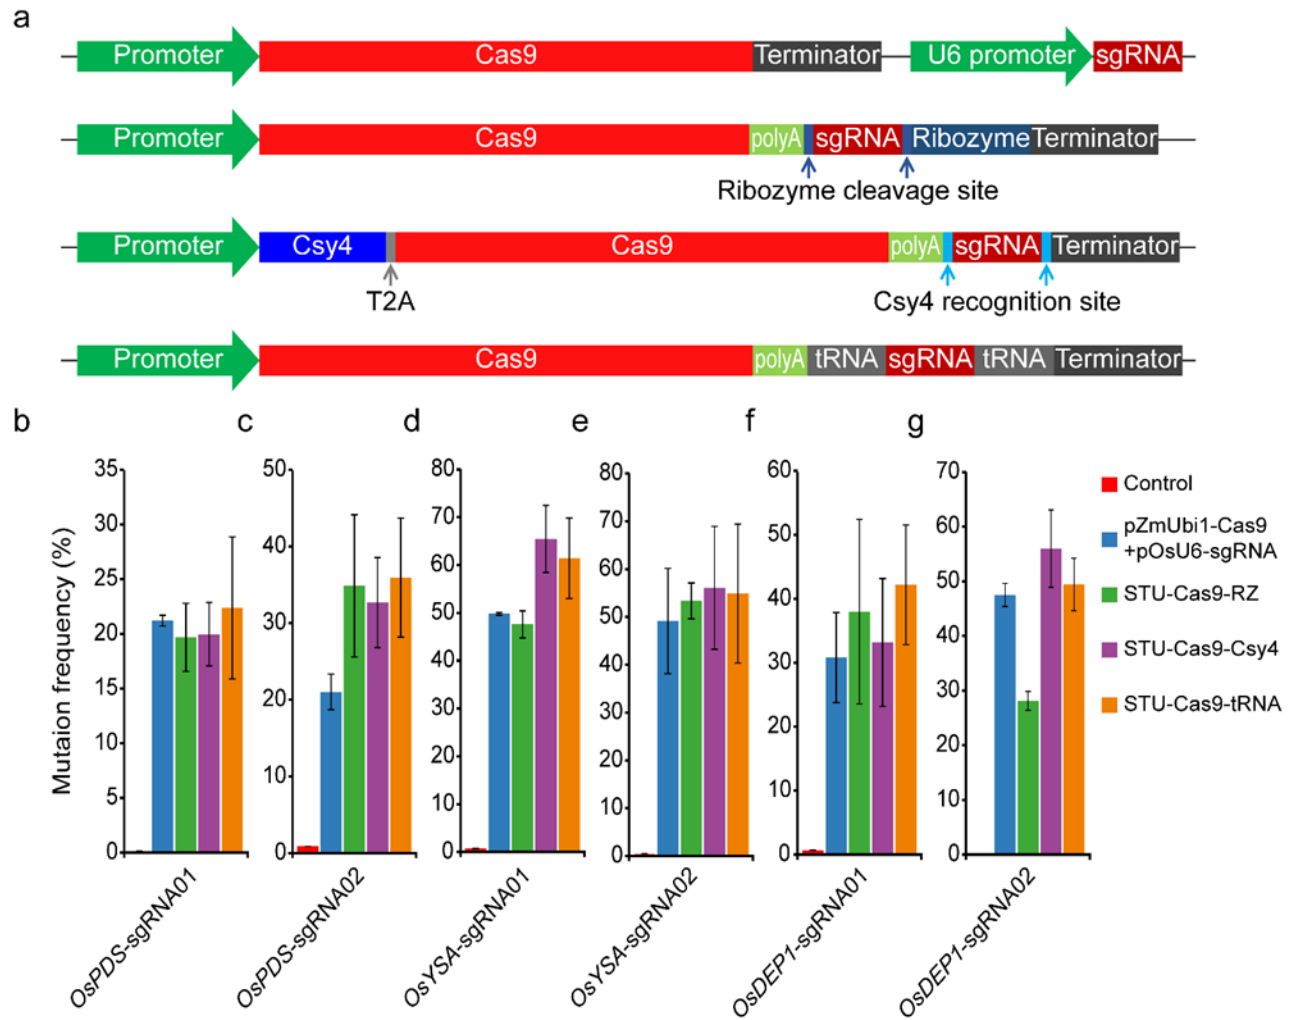 a
Promoter Cas9 Terminator U6 promoter sgRNA
Promoter Cas9 polyA sgRNA Ribozyme Terminator
Ribozyme cleavage site
Promoter Csy4 Cas9 polyA sgRNA Terminator
T2A Csy4 recognition site
Promoter Cas9 polyA tRNA sgRNA tRNA Terminator
b c d e f g
Mutaion frequency (%)
35
30
25
20
15
10
5
0
OsPDS-sgRNA01
50
40
30
20
10
0
OsPDS-sgRNA02
80
70
60
50
40
30
20
10
0
OsYSA-sgRNA01
80
70
60
50
40
30
20
10
0
OsYSA-sgRNA02
60
50
40
30
20
10
0
OsDEP1-sgRNA01
70
60
50
40
30
20
10
0
OsDEP1-sgRNA02
Control
pZmUbi1-Cas9
+pOsU6-sgRNA
STU-Cas9-RZ
STU-Cas9-Csy4
STU-Cas9-tRNA